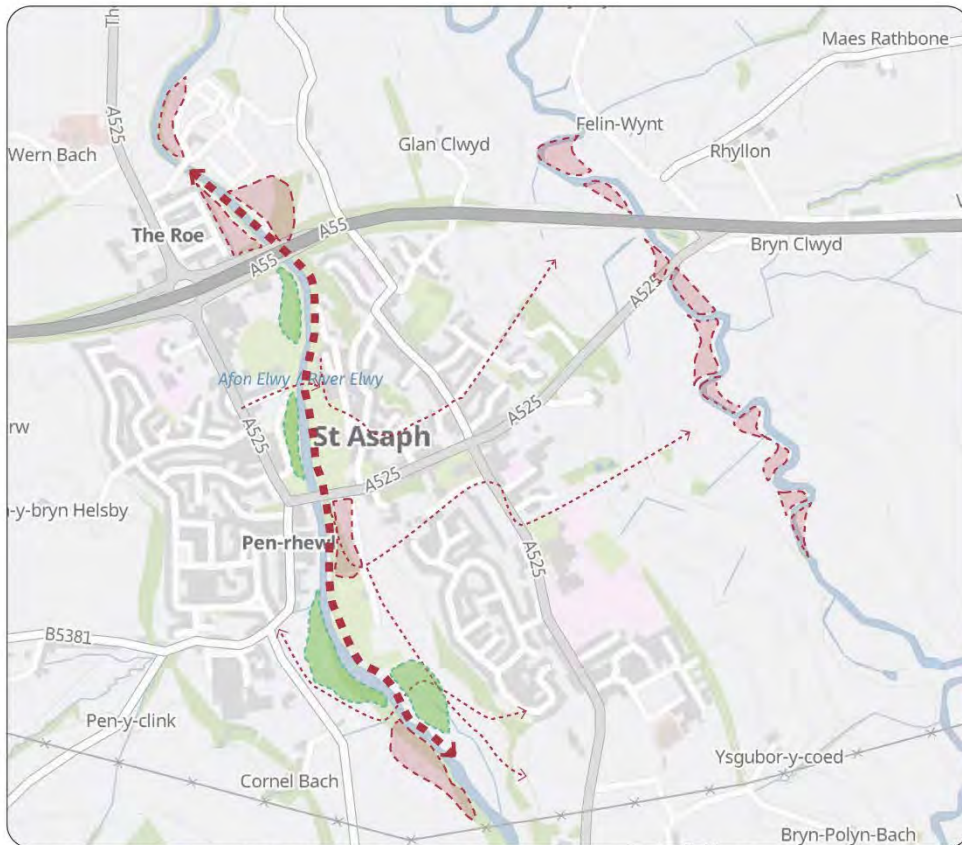 Maes Rathbone
A525
Felin-Wynt
Glan Clwyd
Wern Bach
Rhyllon
The Roe
A55
Bryn Clwyd
A55
A525
Afon Elwy / River Elwy
A525
A525
St Asaph
A525
n-y-bryn Helsby
Pen-rhewl
A525
B5381
Pen-y-clink
Ysgubor-y-coed
Cornel Bach
Bryn-Polyn-Bach